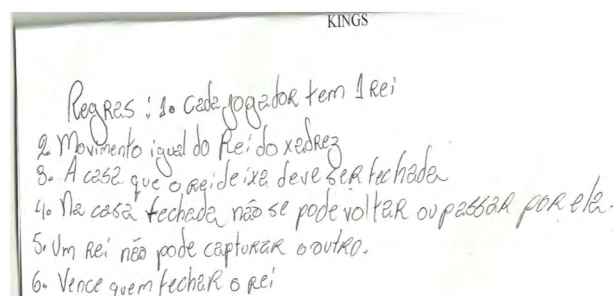 KINGS
Regras: 1. Cada jogador tem 1 Rei
2. Movimento igual do Rei do xedrez
3. A casa que o rei deixa deve ser fechada
4. Na casa fechada não se pode voltar ou passar por ela.
5. Um Rei não pode capturar o outro.
6. Vence quem fechar o rei